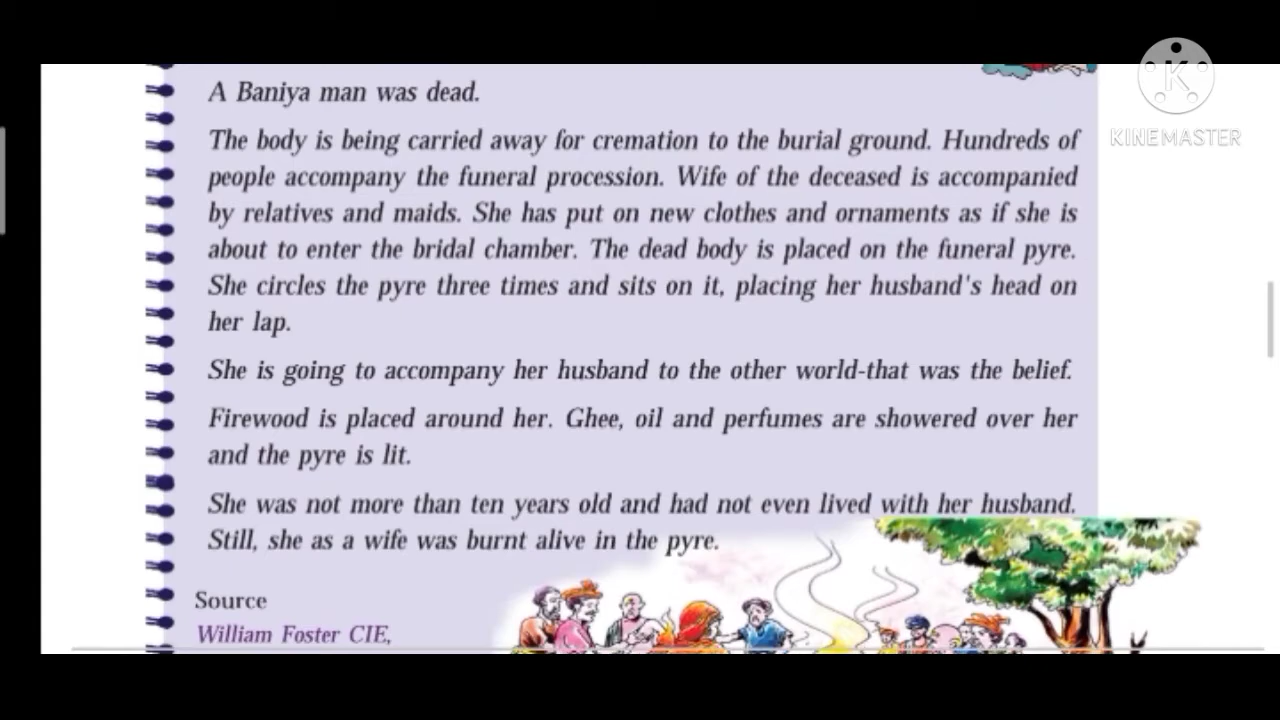 A Baniya man was dead.
The body is being carried away for cremation to the burial ground. Hundreds of
people accompany the funeral procession. Wife of the deceased is accompanied
by relatives and maids. She has put on new clothes and ornaments as if she is
about to enter the bridal chamber. The dead body is placed on the funeral pyre.
She circles the pyre three times and sits on it, placing her husband's head on
her lap.
She is going to accompany her husband to the other world-that was the belief.
Firewood is placed around her. Ghee, oil and perfumes are showered over her
and the pyre is lit.
She was not more than ten years old and had not even lived with her husband.
Still, she as a wife was burnt alive in the pyre.
Source
William Foster CIE,
K
KINEMASTER